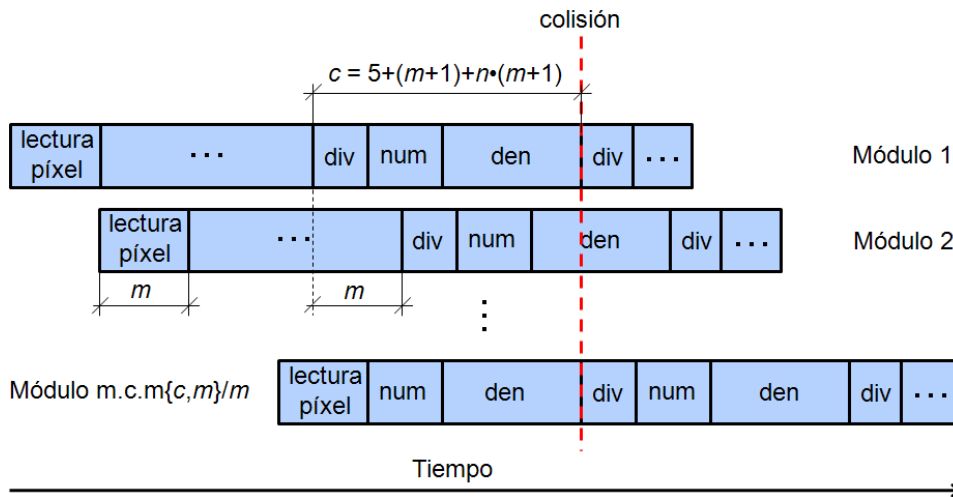 colisión
c = 5+(m+1)+n•(m+1)
lectura píxel ... div num den div ... Módulo 1
lectura píxel ... div num den div ... Módulo 2
m m
⋮
Módulo m.c.m{c,m}/m lectura píxel num den div num den div ...
Tiempo